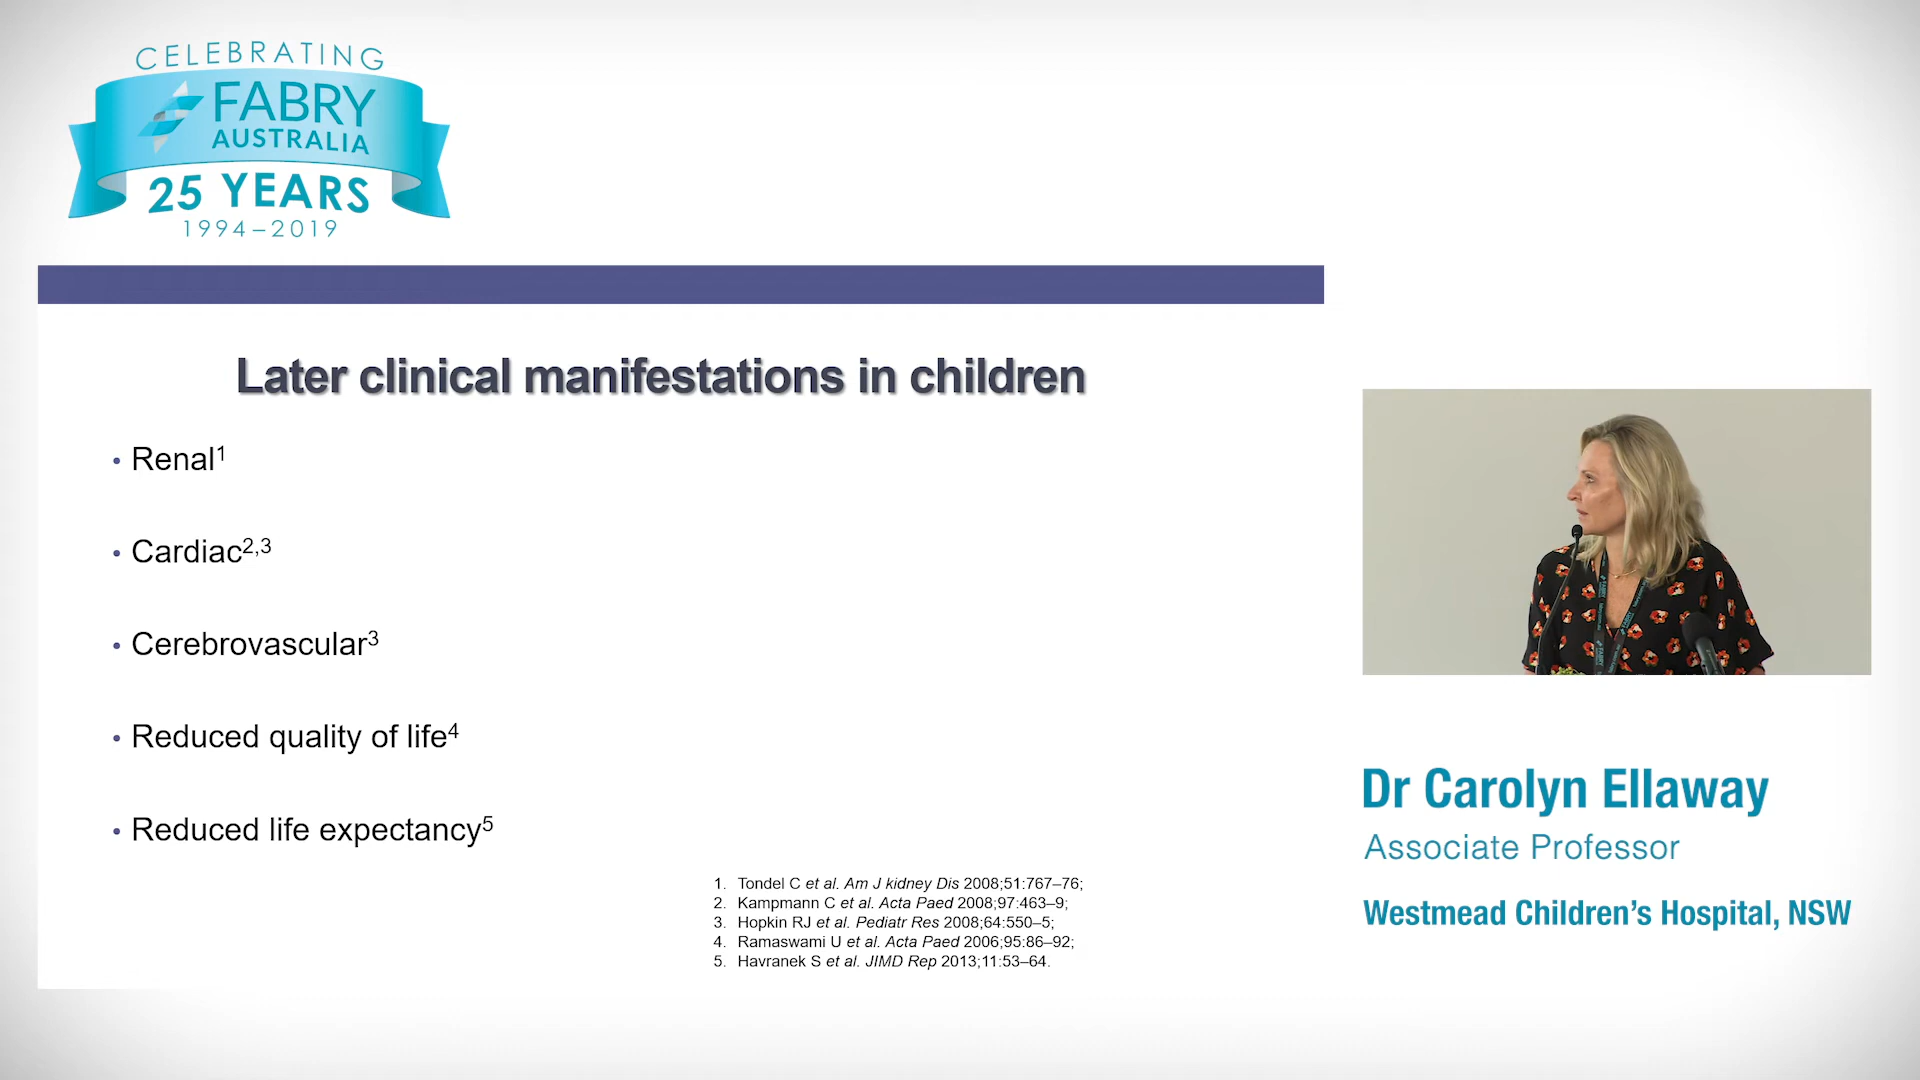 CELEBRATING
FABRY
AUSTRALIA
25 YEARS
1994–2019
Later clinical manifestations in children
• Renal¹
• Cardiac²,³
• Cerebrovascular³
• Reduced quality of life⁴
• Reduced life expectancy⁵
1. Tondel C et al. Am J kidney Dis 2008;51:767–76;
2. Kampmann C et al. Acta Paed 2008;97:463–9;
3. Hopkin RJ et al. Pediatr Res 2008;64:550–5;
4. Ramaswami U et al. Acta Paed 2006;95:86–92;
5. Havranek S et al. JIMD Rep 2013;11:53–64.
FABRY
Dr Carolyn Ellaway
Associate Professor
Westmead Children’s Hospital, NSW